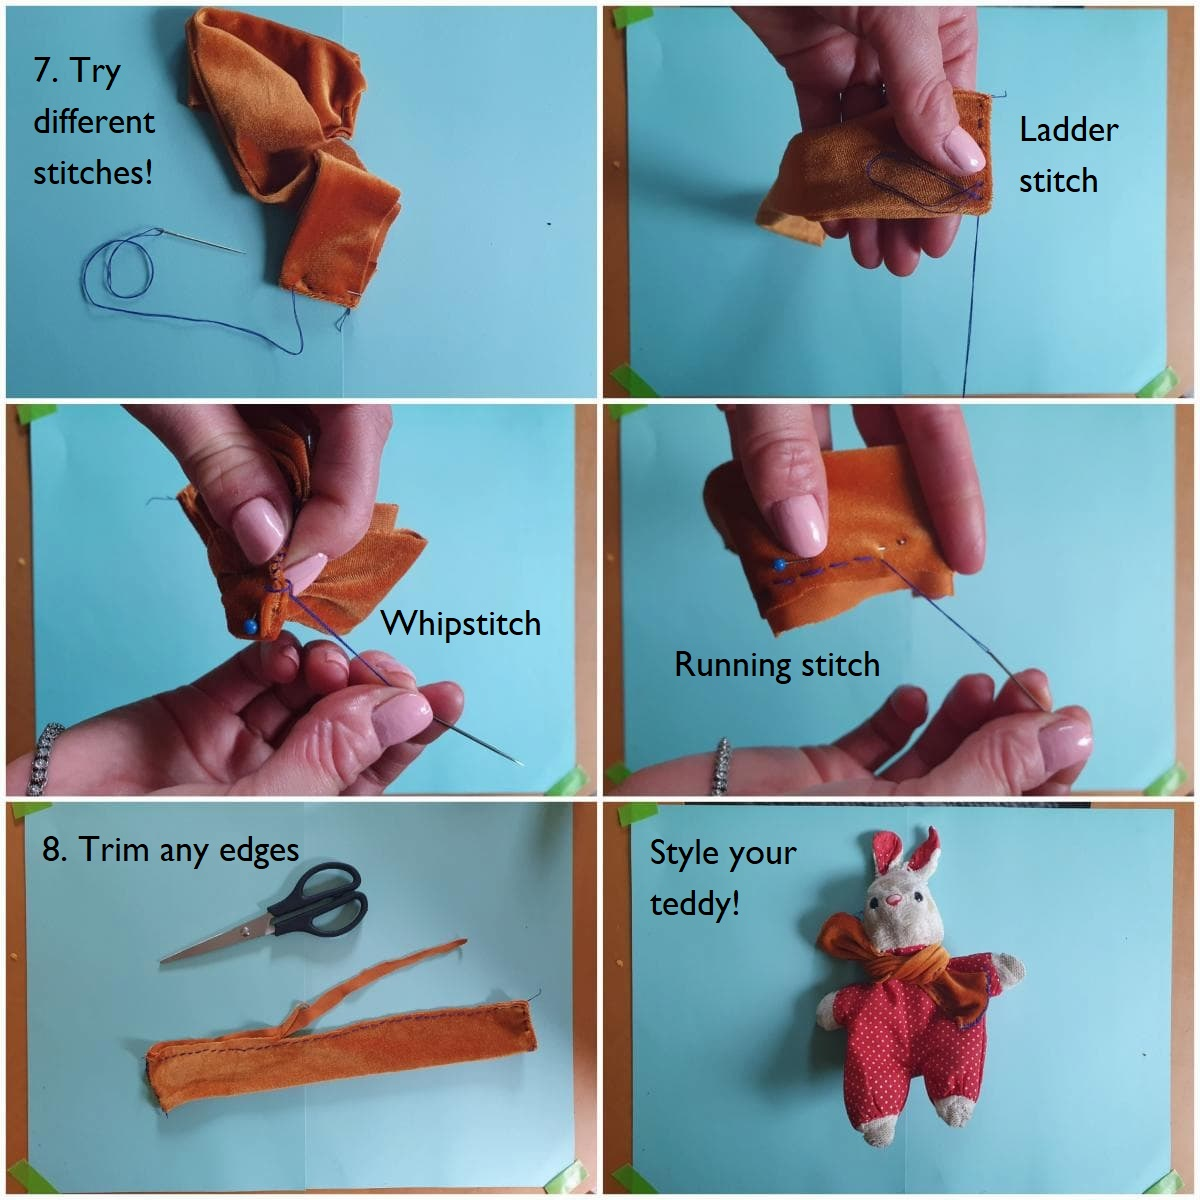 7. Try
different
stitches!
Ladder
stitch
Whipstitch
Running stitch
8. Trim any edges
Style your
teddy!